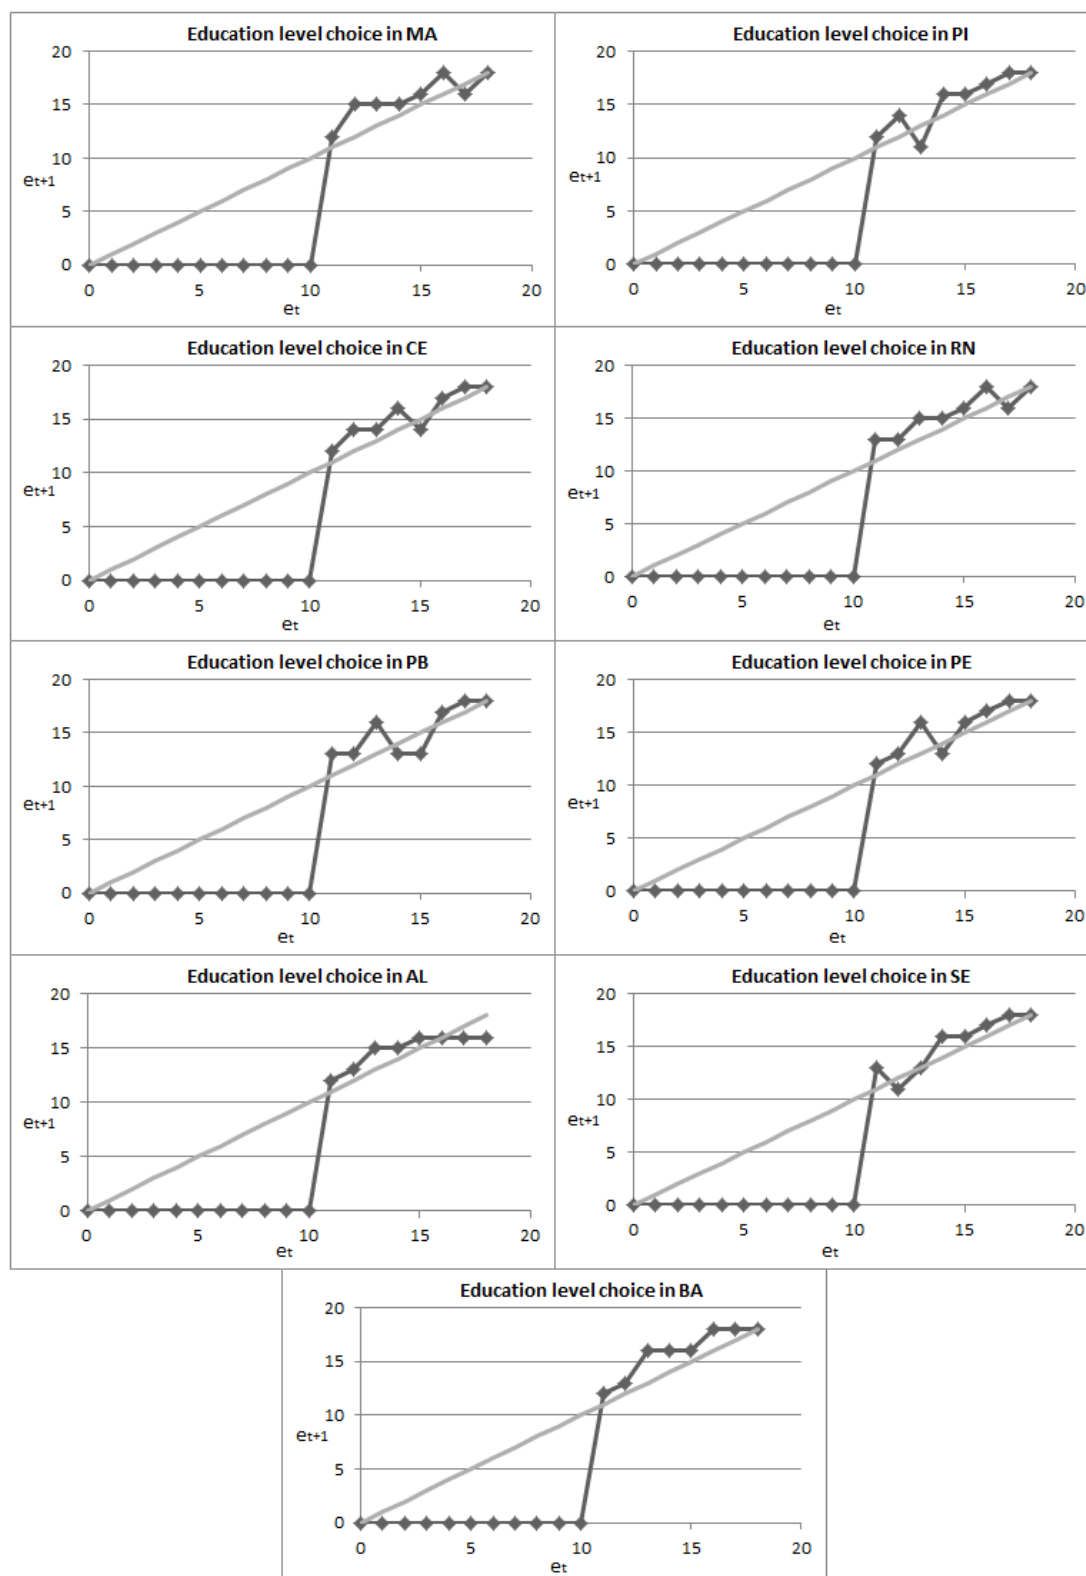 Education level choice in MA
20
15
10
5
0
et+1
0 5 10 15 20
et
Education level choice in PI
20
15
10
5
0
et+1
0 5 10 15 20
et
Education level choice in CE
20
15
10
5
0
et+1
0 5 10 15 20
et
Education level choice in RN
20
15
10
5
0
et+1
0 5 10 15 20
et
Education level choice in PB
20
15
10
5
0
et+1
0 5 10 15 20
et
Education level choice in PE
20
15
10
5
0
et+1
0 5 10 15 20
et
Education level choice in AL
20
15
10
5
0
et+1
0 5 10 15 20
et
Education level choice in SE
20
15
10
5
0
et+1
0 5 10 15 20
et
Education level choice in BA
20
15
10
5
0
et+1
0 5 10 15 20
et